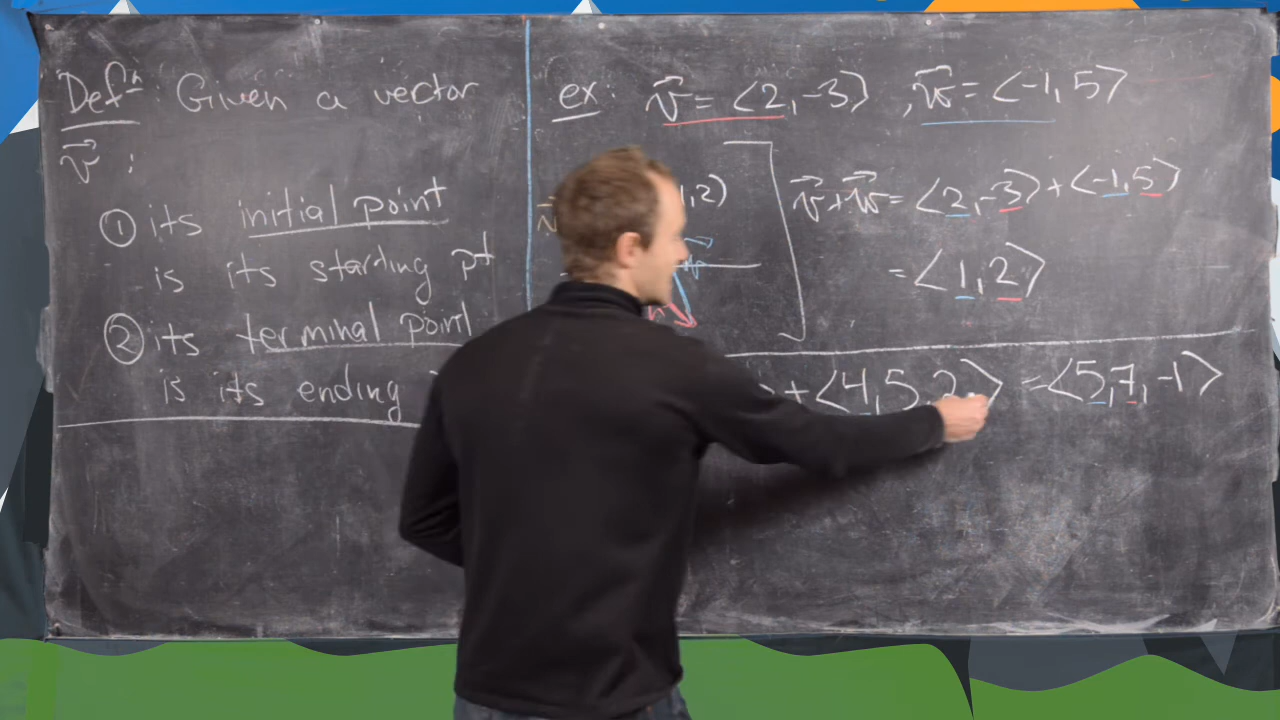 Defⁿ: Given a vector
v⃗ :
① its initial point
is its starting pt
② its terminal point
is its ending
ex: v⃗ = ⟨2,-3⟩ , w⃗ = ⟨-1,5⟩
,2)
v⃗+w⃗ = ⟨2,-3⟩+⟨-1,5⟩
= ⟨1,2⟩
+⟨4,5,2⟩ = ⟨5,7,-1⟩